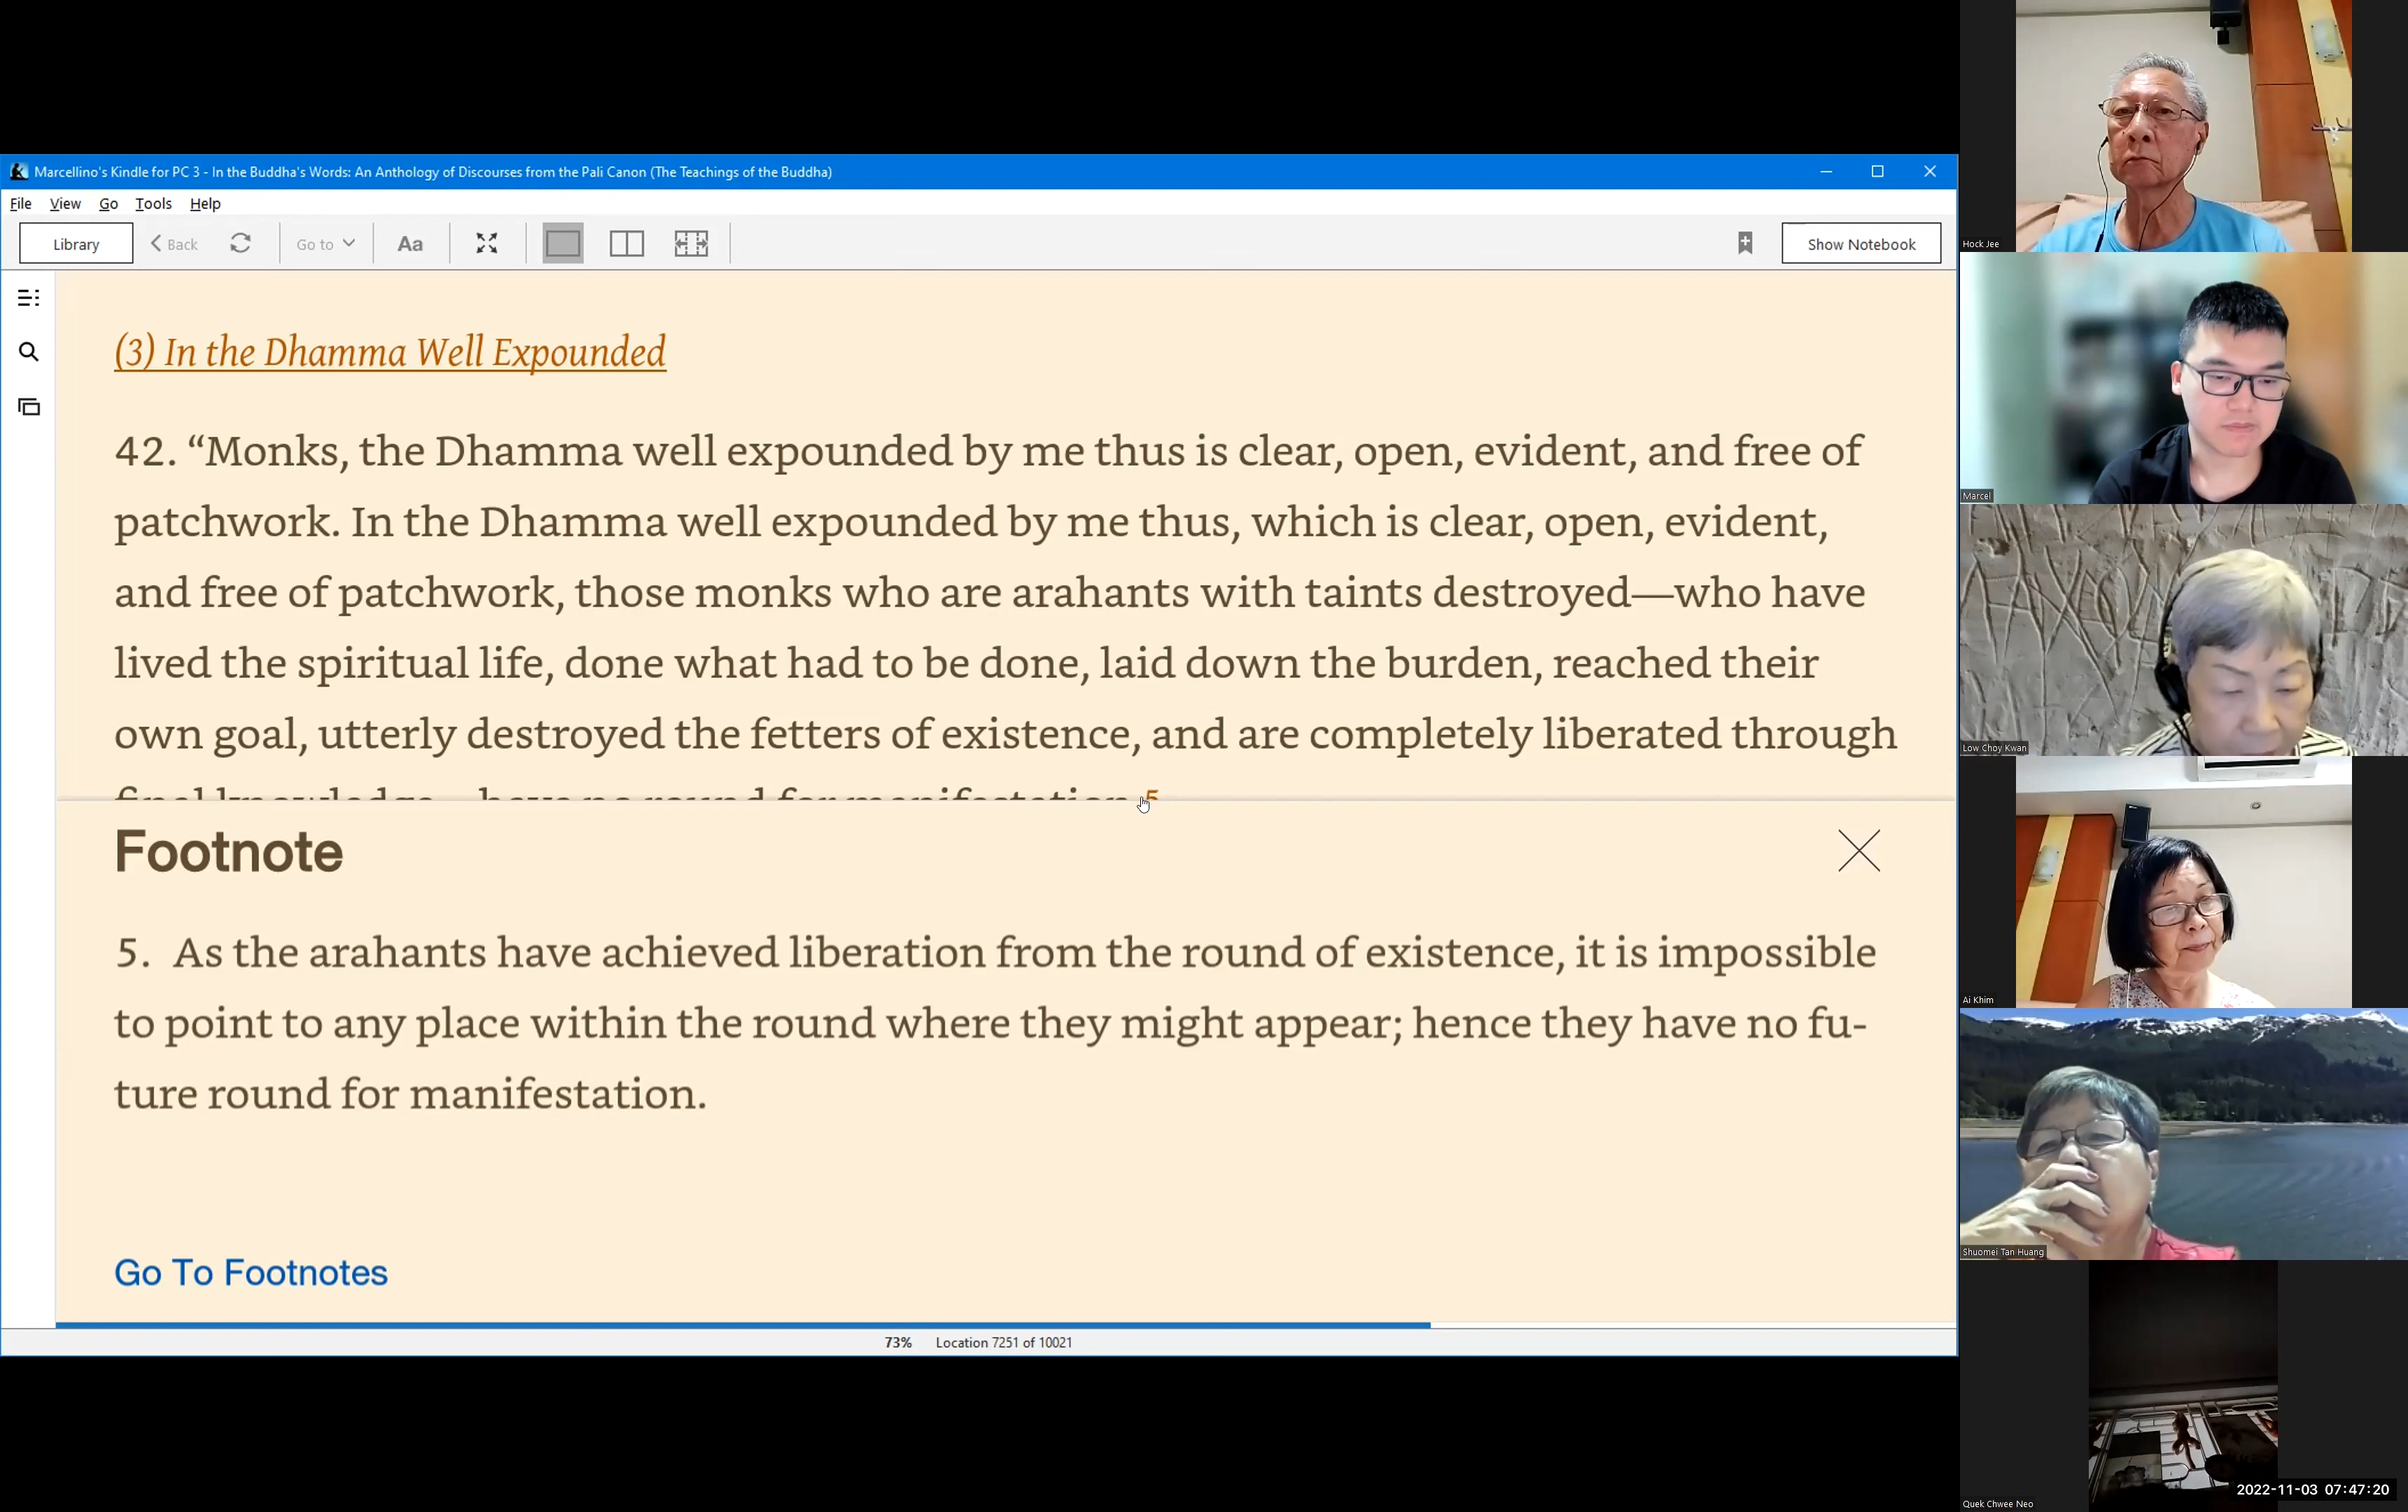 Marcellino's Kindle for PC 3 - In the Buddha's Words: An Anthology of Discourses from the Pali Canon (The Teachings of the Buddha)
File View Go Tools Help
Library Back Go to Aa Show Notebook
(3) In the Dhamma Well Expounded
42. “Monks, the Dhamma well expounded by me thus is clear, open, evident, and free of
patchwork. In the Dhamma well expounded by me thus, which is clear, open, evident,
and free of patchwork, those monks who are arahants with taints destroyed—who have
lived the spiritual life, done what had to be done, laid down the burden, reached their
own goal, utterly destroyed the fetters of existence, and are completely liberated through
final knowledge—have no round for manifestation.5
Footnote
5. As the arahants have achieved liberation from the round of existence, it is impossible
to point to any place within the round where they might appear; hence they have no fu-
ture round for manifestation.
Go To Footnotes
73% Location 7251 of 10021
Hock Jee
Marcel
Low Choy Kwan
Ai Khim
Shuomei Tan Huang
Quek Chwee Neo
2022-11-03 07:47:20